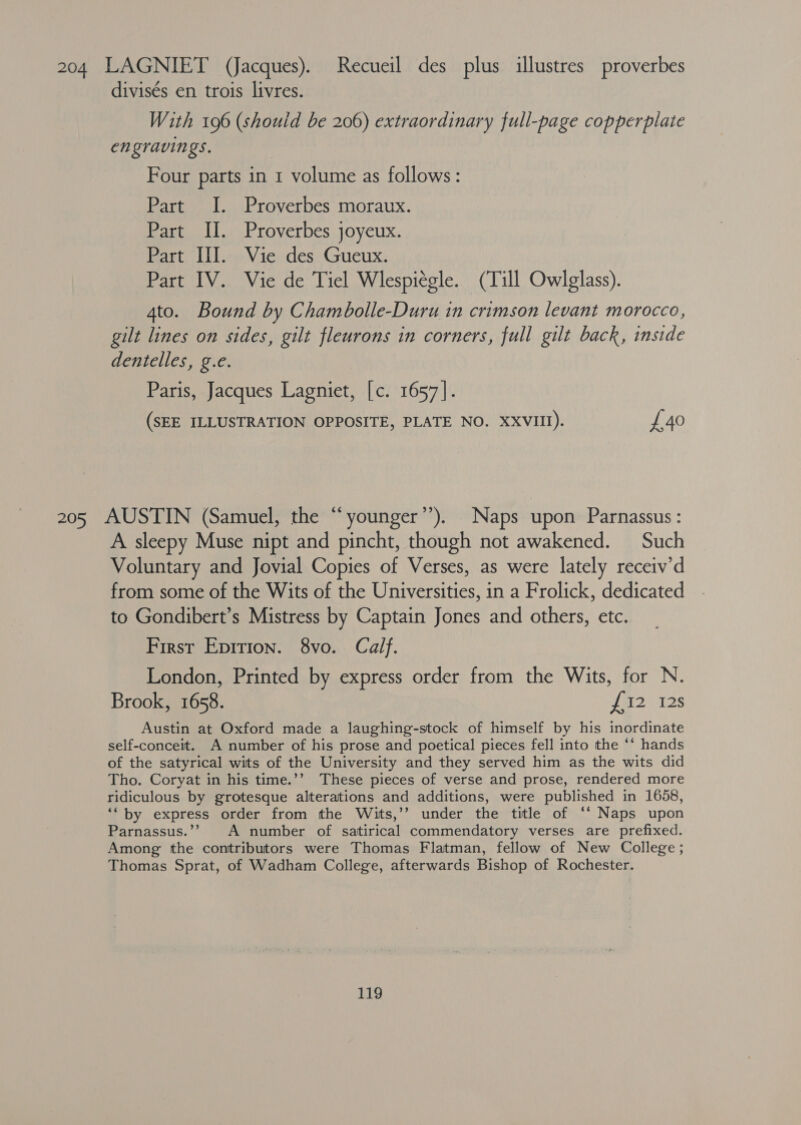 204 LAGNIET (Jacques). Recueil des plus illustres proverbes
divisés en trois livres.
With 196 (should be 206) extraordinary full-page copperplate
engravings.
Four parts in 1 volume as follows:
Part I. Proverbes moraux.
Part II. Proverbes joyeux.
Part III. Vie des Gueux.
Part IV. Vie de Tiel Wlespiègle. (Till Owlglass).
4to. Bound by Chambolle-Duru in crimson levant morocco,
gilt lines on sides, gilt fleurons in corners, full gilt back, inside
dentelles, g.e.
Paris, Jacques Lagniet, [c. 1657].
(SEE ILLUSTRATION OPPOSITE, PLATE NO. XXVIII). £40
205 AUSTIN (Samuel, the “younger”). Naps upon Parnassus:
A sleepy Muse nipt and pincht, though not awakened. Such
Voluntary and Jovial Copies of Verses, as were lately receiv’d
from some of the Wits of the Universities, in a Frolick, dedicated
to Gondibert’s Mistress by Captain Jones and others, etc.
First Edition. 8vo. Calf.
London, Printed by express order from the Wits, for N.
Brook, 1658. £12 12s
Austin at Oxford made a laughing-stock of himself by his inordinate
self-conceit. A number of his prose and poetical pieces fell into the “ hands
of the satyrical wits of the University and they served him as the wits did
Tho. Coryat in his time.” These pieces of verse and prose, rendered more
ridiculous by grotesque alterations and additions, were published in 1658,
“ by express order from the Wits,” under the title of “ Naps upon
Parnassus.” A number of satirical commendatory verses are prefixed.
Among the contributors were Thomas Flatman, fellow of New College;
Thomas Sprat, of Wadham College, afterwards Bishop of Rochester.
119